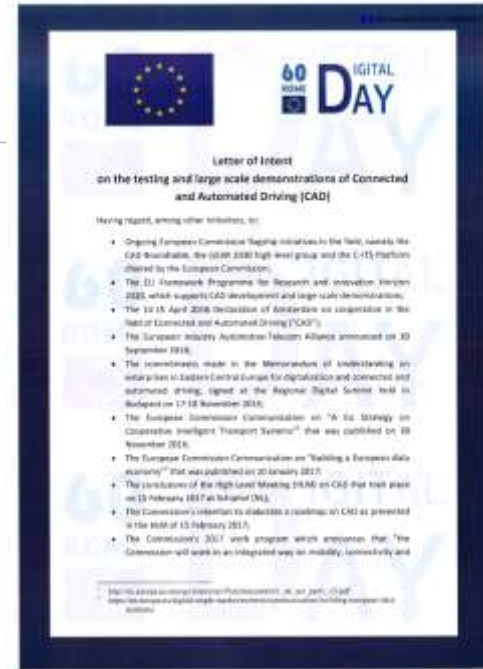 60
ROME
DIGITAL
DAY
Letter of Intent
on the testing and large scale demonstrations of Connected
and Automated Driving (CAD)
Having regard, among other initiatives, to:
• Ongoing European Commission flagship initiatives in the field, namely the
CAD Roundtable, the GEAR 2030 high level group and the C-ITS Platform
chaired by the European Commission;
• The EU Framework Programme for Research and Innovation Horizon
2020, which supports CAD development and large scale demonstrations;
• The 14-15 April 2016 Declaration of Amsterdam on cooperation in the
field of Connected and Automated Driving ("CAD");
• The European Industry Automotive-Telecom Alliance announced on
September 2016;
• The commitments made in the Memorandum of Understanding on
in Eastern Central Europe for digitalization and connected and
automated driving, signed at the Regional Digital Summit held in
Budapest on 17-18 November 2016;
• The European Commission Communication on "A EU Strategy on
Cooperative Intelligent Transport Systems" that was published on 30
November 2016;
• The European Commission Communication on "Building a European data
economy" that was published on 10 January 2017;
• The conclusions of the High Level Meeting (HLM) on CAD that took place
on 15 February 2017 at Schiphol (NL);
• The Commission's intention to elaborate a roadmap on CAD as presented
in the HLM of 15 February 2017;
• The Commission's 2017 work program which announces that "the
Commission will work in an integrated way on mobility, connectivity and